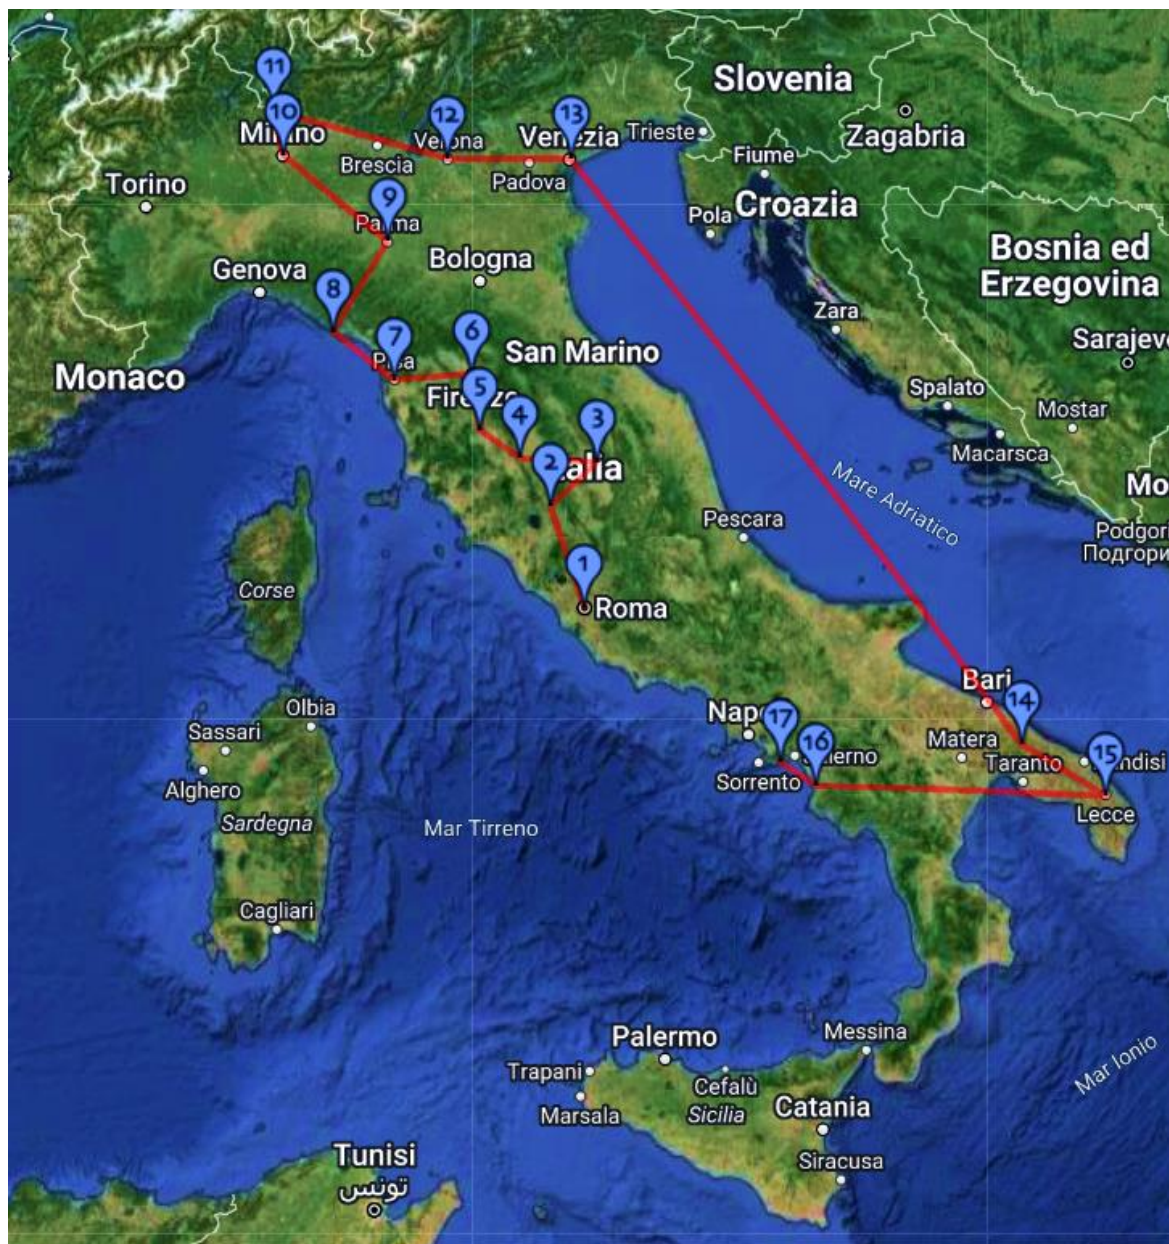 11
10
Milano
12
Verona
13
Venezia
Trieste
Slovenia
Zagabria
Brescia
Padova
Fiume
Torino
9
Parma
Pola
Croazia
Bosnia ed
Erzegovina
Genova
Bologna
8
Zara
Sarajevo
7
Pisa
6
San Marino
Monaco
5
Firenze
Spalato
Mostar
4
3
Macarsca
2
Italia
Mare Adriatico
Mo
Pescara
Podgori
Подгори
Corse
1
Roma
Bari
14
Olbia
Napoli
17
Sassari
16
Salerno
Matera
Taranto
15
Brindisi
Sorrento
Alghero
Lecce
Sardegna
Mar Tirreno
Cagliari
Messina
Palermo
Mar Ionio
Trapani
Cefalù
Marsala
Sicilia
Catania
Tunisi
تونس
Siracusa